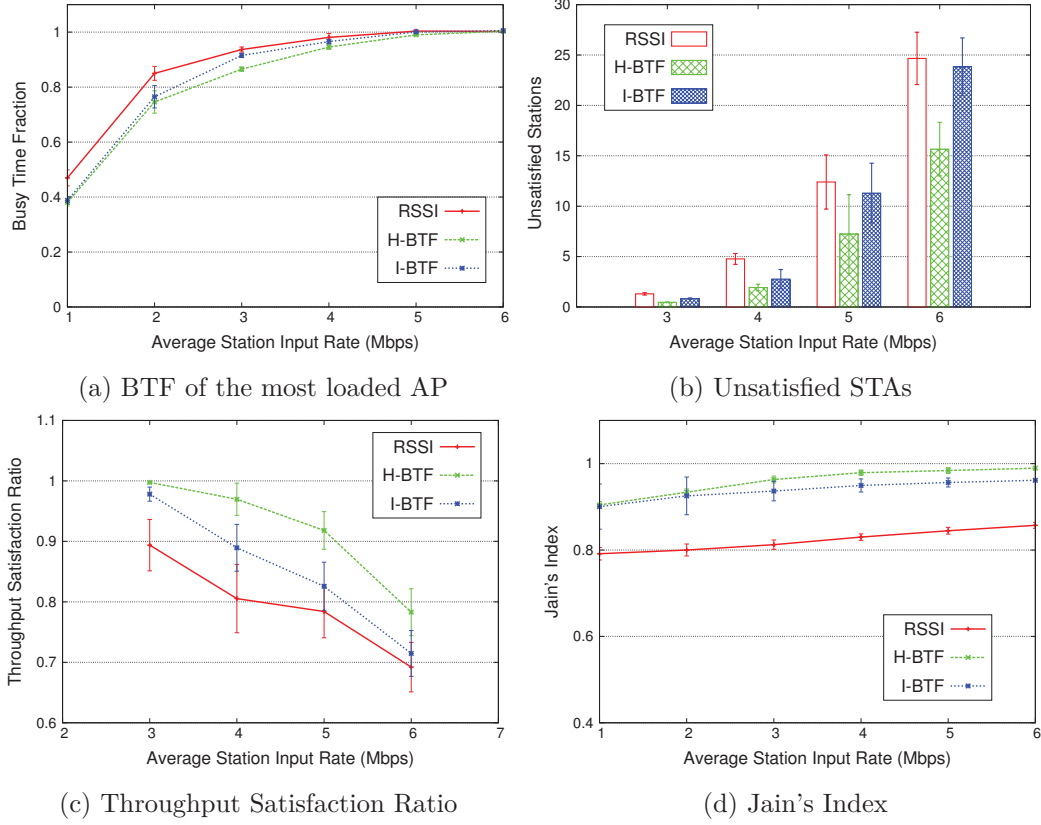 0
0.2
0.4
0.6
0.8
1
1
2
3
4
5
6
Busy Time Fraction
Average Station Input Rate (Mbps)
RSSI
H-BTF
I-BTF
(a) BTF of the most loaded AP
0
5
10
15
20
25
30
3
4
5
6
Unsatisfied Stations
Average Station Input Rate (Mbps)
RSSI
H-BTF
I-BTF
(b) Unsatisfied STAs
0.6
0.7
0.8
0.9
1
1.1
2
3
4
5
6
7
Throughput Satisfaction Ratio
Average Station Input Rate (Mbps)
RSSI
H-BTF
I-BTF
(c) Throughput Satisfaction Ratio
0.4
0.6
0.8
1
1
2
3
4
5
6
Jain's Index
Average Station Input Rate (Mbps)
RSSI
H-BTF
I-BTF
(d) Jain's Index